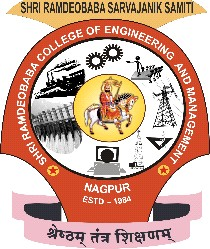 SHRI RAMDEOBABA SARVAJANIK SAMITI
SHRI RAMDEOBABA COLLEGE OF ENGINEERING AND MANAGEMENT
NAGPUR
ESTD - 1984
श्रेष्ठम् तंत्र शिक्षणम्